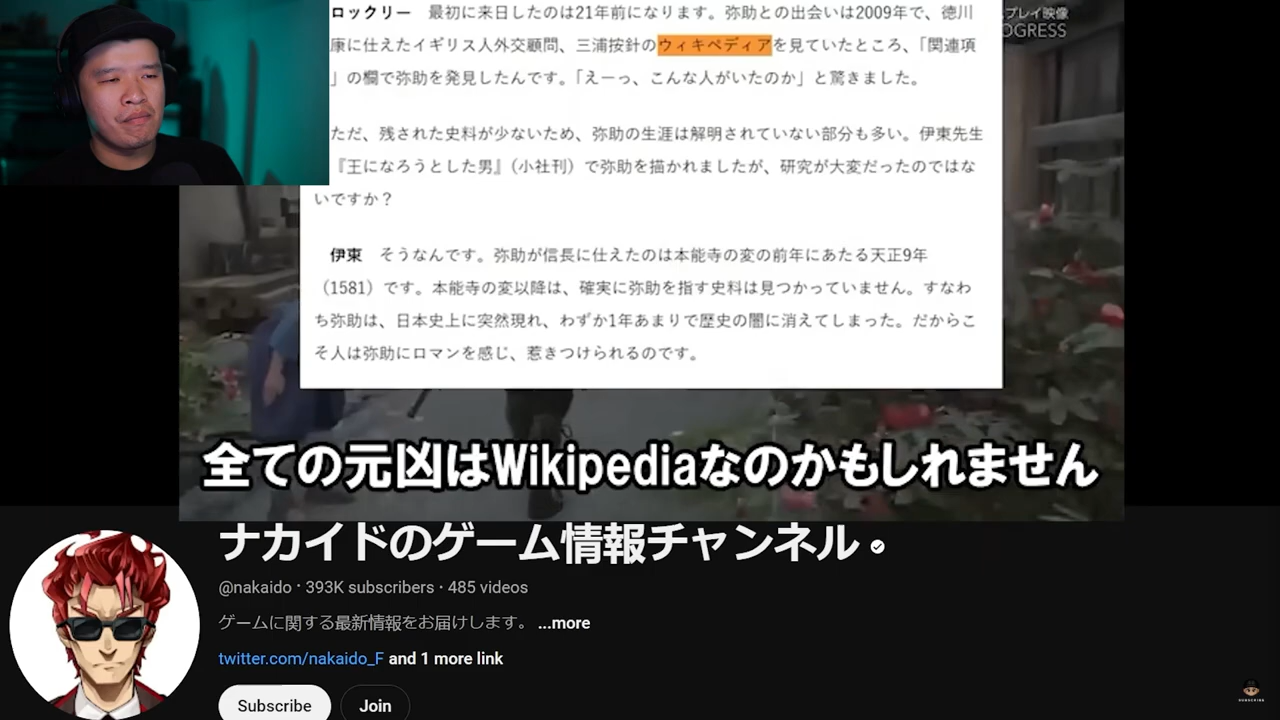 ロックリー　最初に来日したのは21年前になります。弥助との出会いは2009年で、徳川
康に仕えたイギリス人外交顧問、三浦按針のウィキペディアを見ていたところ、「関連項
」の欄で弥助を発見したんです。「えーっ、こんな人がいたのか」と驚きました。
ただ、残された史料が少ないため、弥助の生涯は解明されていない部分も多い。伊東先生
『王になろうとした男』（小社刊）で弥助を描かれましたが、研究が大変だったのではな
いですか？
伊東　そうなんです。弥助が信長に仕えたのは本能寺の変の前年にあたる天正9年
（1581）です。本能寺の変以降は、確実に弥助を指す史料は見つかっていません。すなわ
ち弥助は、日本史上に突然現れ、わずか1年あまりで歴史の闇に消えてしまった。だからこ
そ人は弥助にロマンを感じ、惹きつけられるのです。
プレイ映像
OGRESS
全ての元凶はWikipediaなのかもしれません
ナカイドのゲーム情報チャンネル
@nakaido · 393K subscribers · 485 videos
ゲームに関する最新情報をお届けします。 ...more
twitter.com/nakaido_F and 1 more link
Subscribe
Join